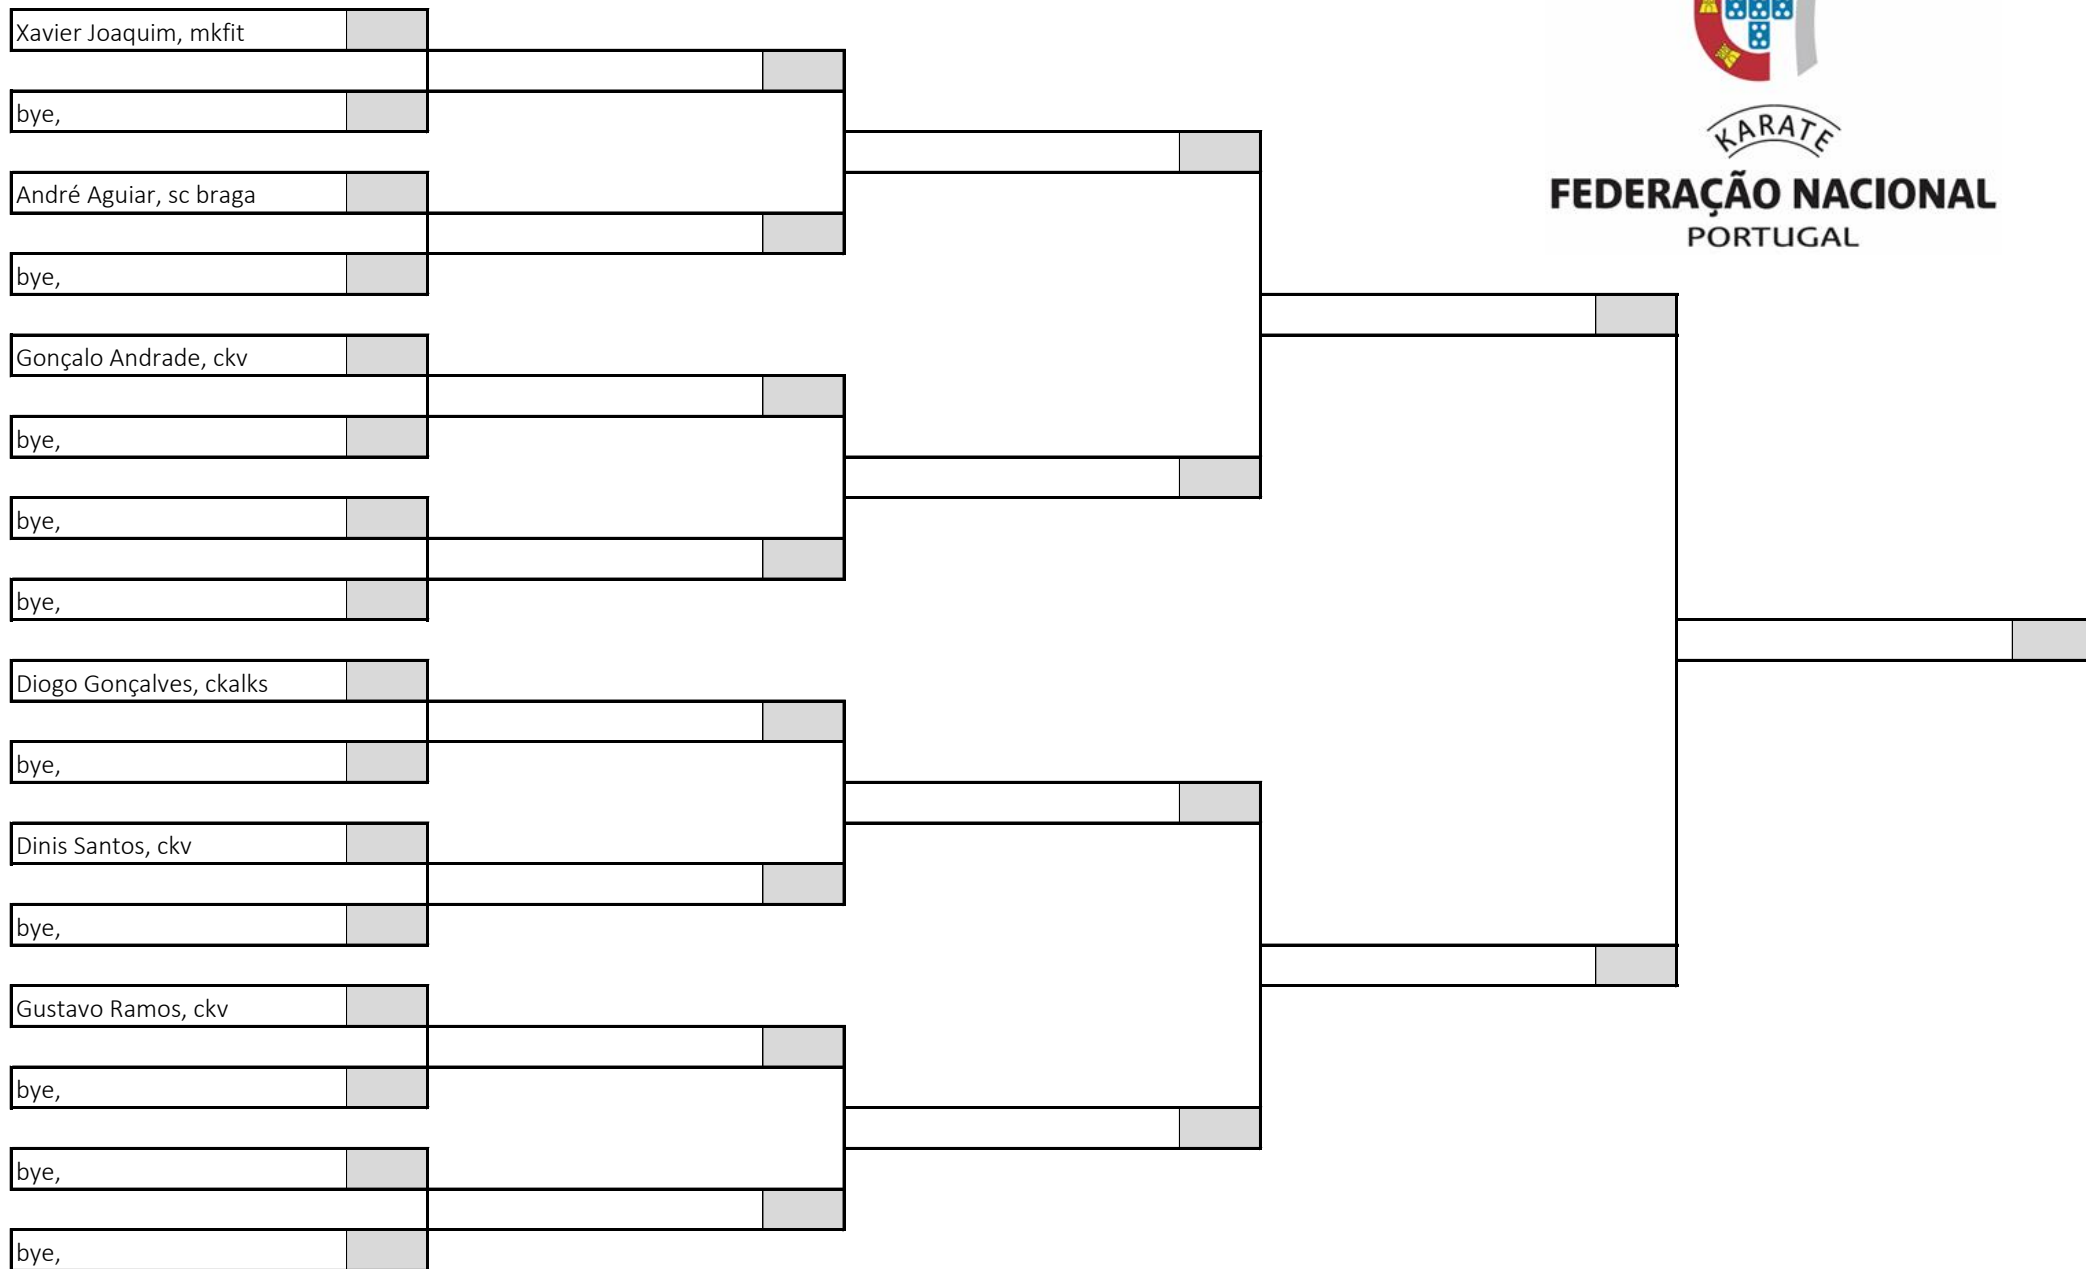 Xavier Joaquim, mkfit
bye,
André Aguiar, sc braga
bye,
Gonçalo Andrade, ckv
bye,
bye,
bye,
Diogo Gonçalves, ckalks
bye,
Dinis Santos, ckv
bye,
Gustavo Ramos, ckv
bye,
bye,
bye,
KARATE
FEDERAÇÃO NACIONAL
PORTUGAL